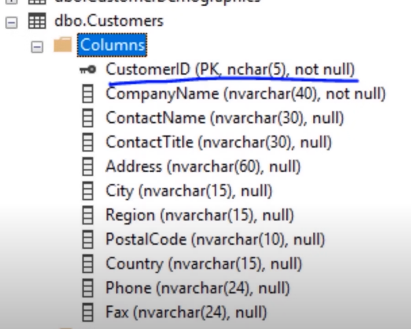 dbo.Customers
Columns
CustomerID (PK, nchar(5), not null)
CompanyName (nvarchar(40), not null)
ContactName (nvarchar(30), null)
ContactTitle (nvarchar(30), null)
Address (nvarchar(60), null)
City (nvarchar(15), null)
Region (nvarchar(15), null)
PostalCode (nvarchar(10), null)
Country (nvarchar(15), null)
Phone (nvarchar(24), null)
Fax (nvarchar(24), null)